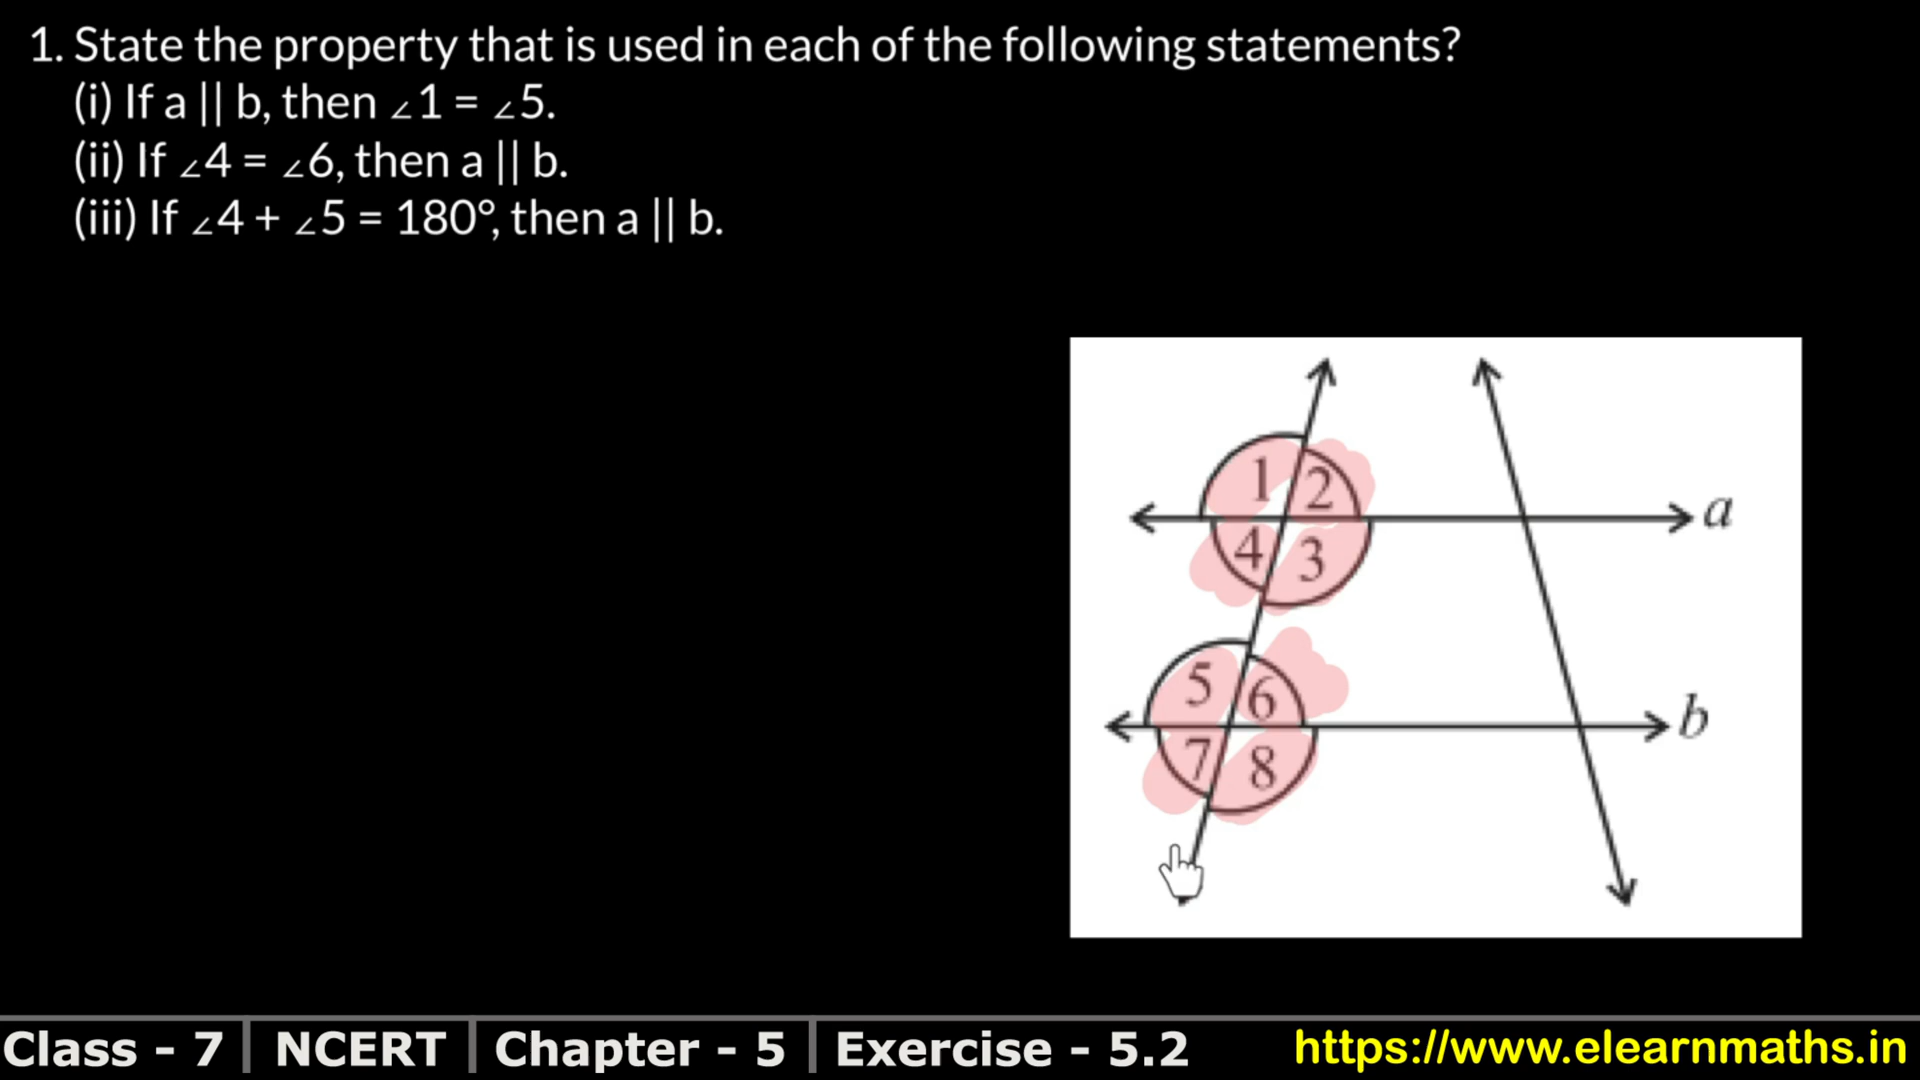 1. State the property that is used in each of the following statements?
(i) If a || b, then ∠1 = ∠5.
(ii) If ∠4 = ∠6, then a || b.
(iii) If ∠4 + ∠5 = 180°, then a || b.
1 2
a
4 3
5 6
b
7 8
Class - 7 NCERT Chapter - 5 Exercise - 5.2 https://www.elearnmaths.in